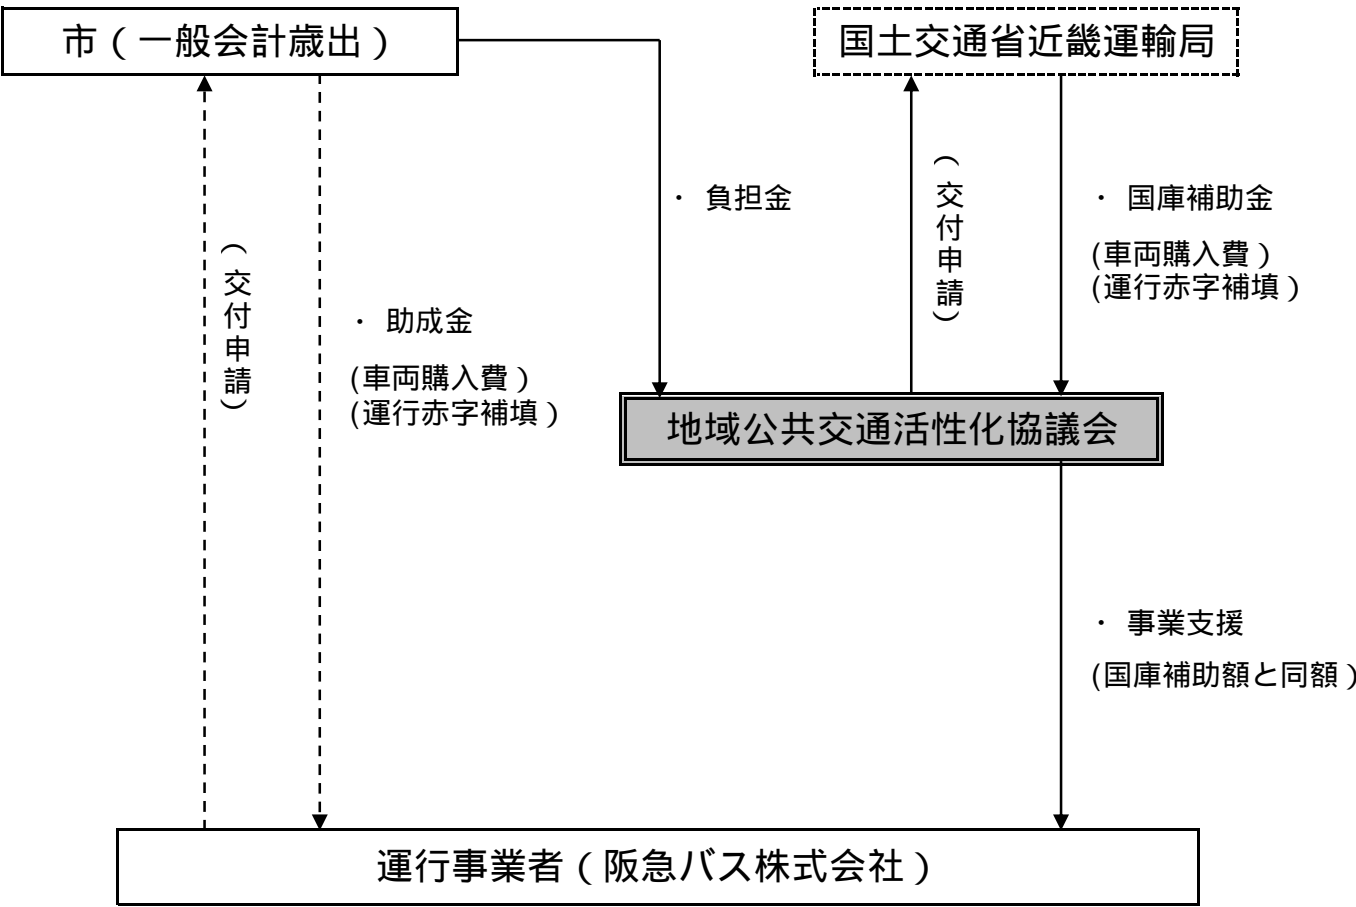 市（一般会計歳出）
国土交通省近畿運輸局
・ 負担金
（交付申請）
・ 国庫補助金
(車両購入費）
(運行赤字補填）
（交付申請）
・ 助成金
(車両購入費）
(運行赤字補填）
地域公共交通活性化協議会
・ 事業支援
(国庫補助額と同額）
運行事業者（阪急バス株式会社）